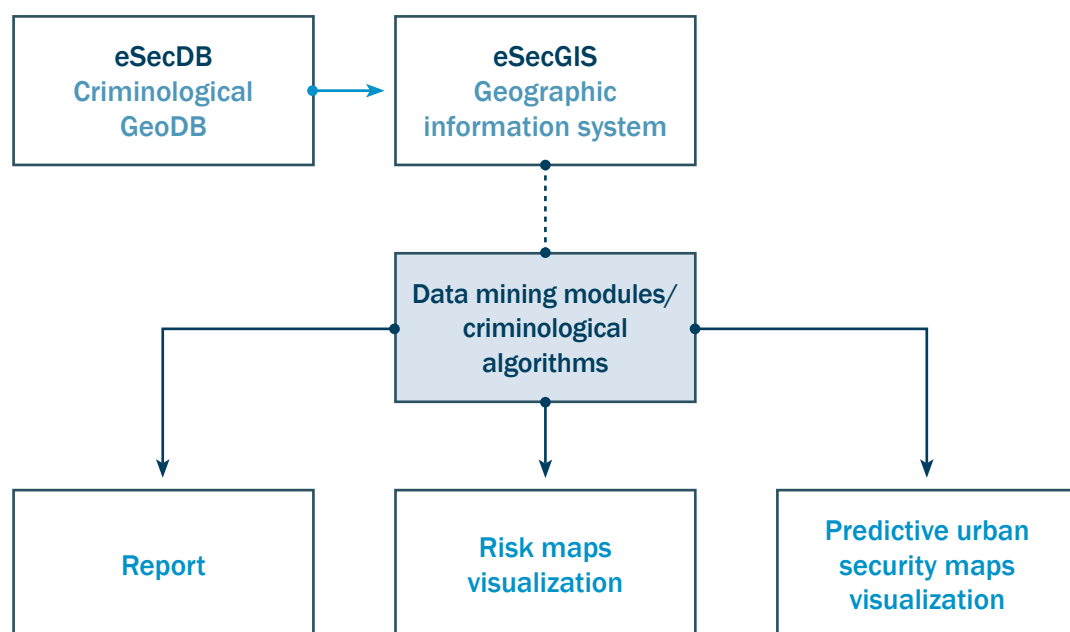 eSecDB
Criminological
GeoDB
eSecGIS
Geographic
information system
Data mining modules/
criminological
algorithms
Report
Risk maps
visualization
Predictive urban
security maps
visualization